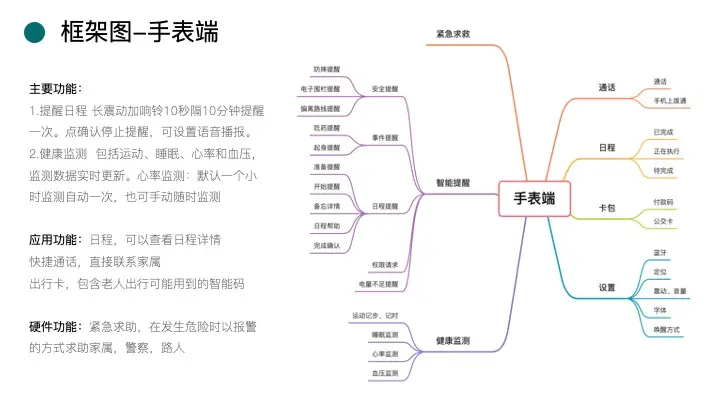 框架图-手表端
主要功能：
1.提醒日程 长震动加响铃10秒隔10分钟提醒
一次。点确认停止提醒，可设置语音播报。
2.健康监测 包括运动、睡眠、心率和血压，
监测数据实时更新。心率监测：默认一个小
时监测自动一次，也可手动随时监测
应用功能：日程，可以查看日程详情
快捷通话，直接联系家属
出行卡，包含老人出行可能用到的智能码
硬件功能：紧急求助，在发生危险时以报警
的方式求助家属，警察，路人
紧急求救
防摔提醒
电子围栏提醒
偏离路线提醒
安全提醒
吃药提醒
起身提醒
事件提醒
准备提醒
开始提醒
备忘详情
日程帮助
完成确认
日程提醒
权限请求
电量不足提醒
智能提醒
运动记步、记时
睡眠监测
心率监测
血压监测
健康监测
手表端
通话
通话
手机上拨通
日程
已完成
正在执行
待完成
卡包
付款码
公交卡
设置
蓝牙
定位
震动、音量
字体
唤醒方式